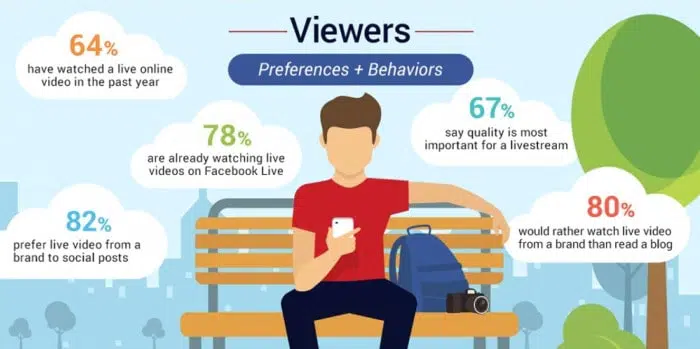 Viewers
Preferences + Behaviors
64%
have watched a live online
video in the past year
78%
are already watching live
videos on Facebook Live
82%
prefer live video from a
brand to social posts
67%
say quality is most
important for a livestream
80%
would rather watch live video
from a brand than read a blog